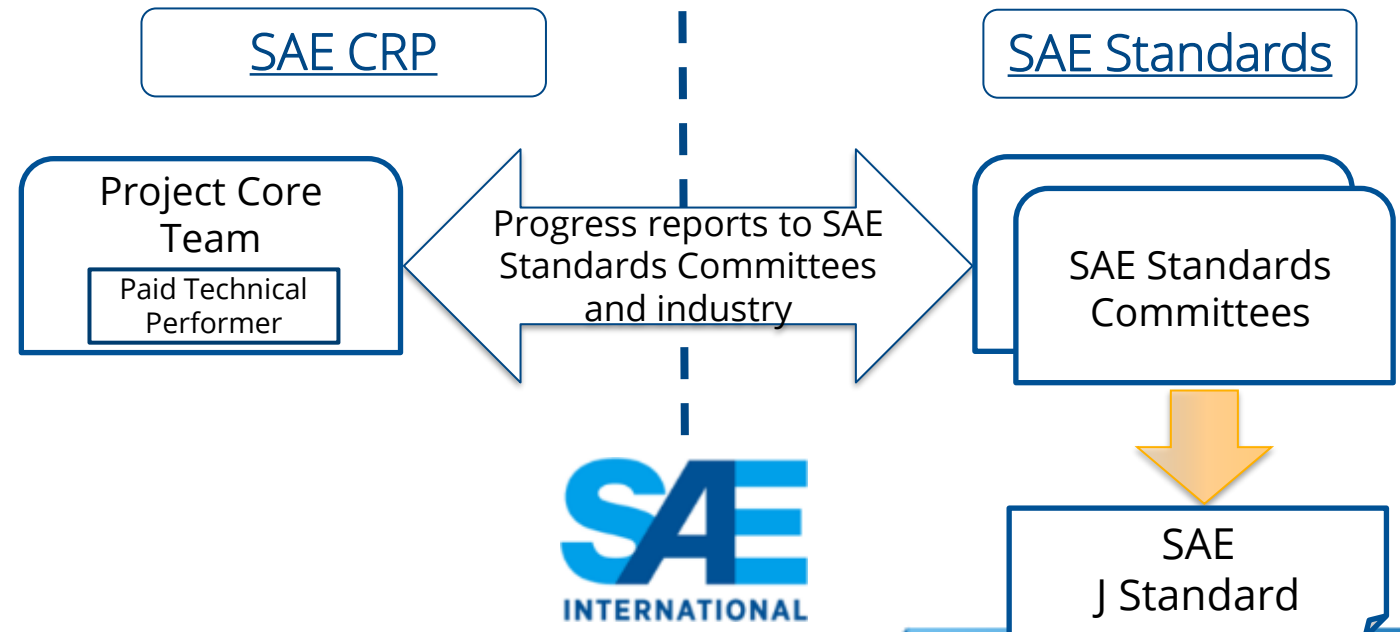 SAE CRP
SAE Standards
Project Core
Team
Paid Technical
Performer
Progress reports to SAE
Standards Committees
and industry
SAE Standards
Committees
SAE
INTERNATIONAL
SAE
J Standard